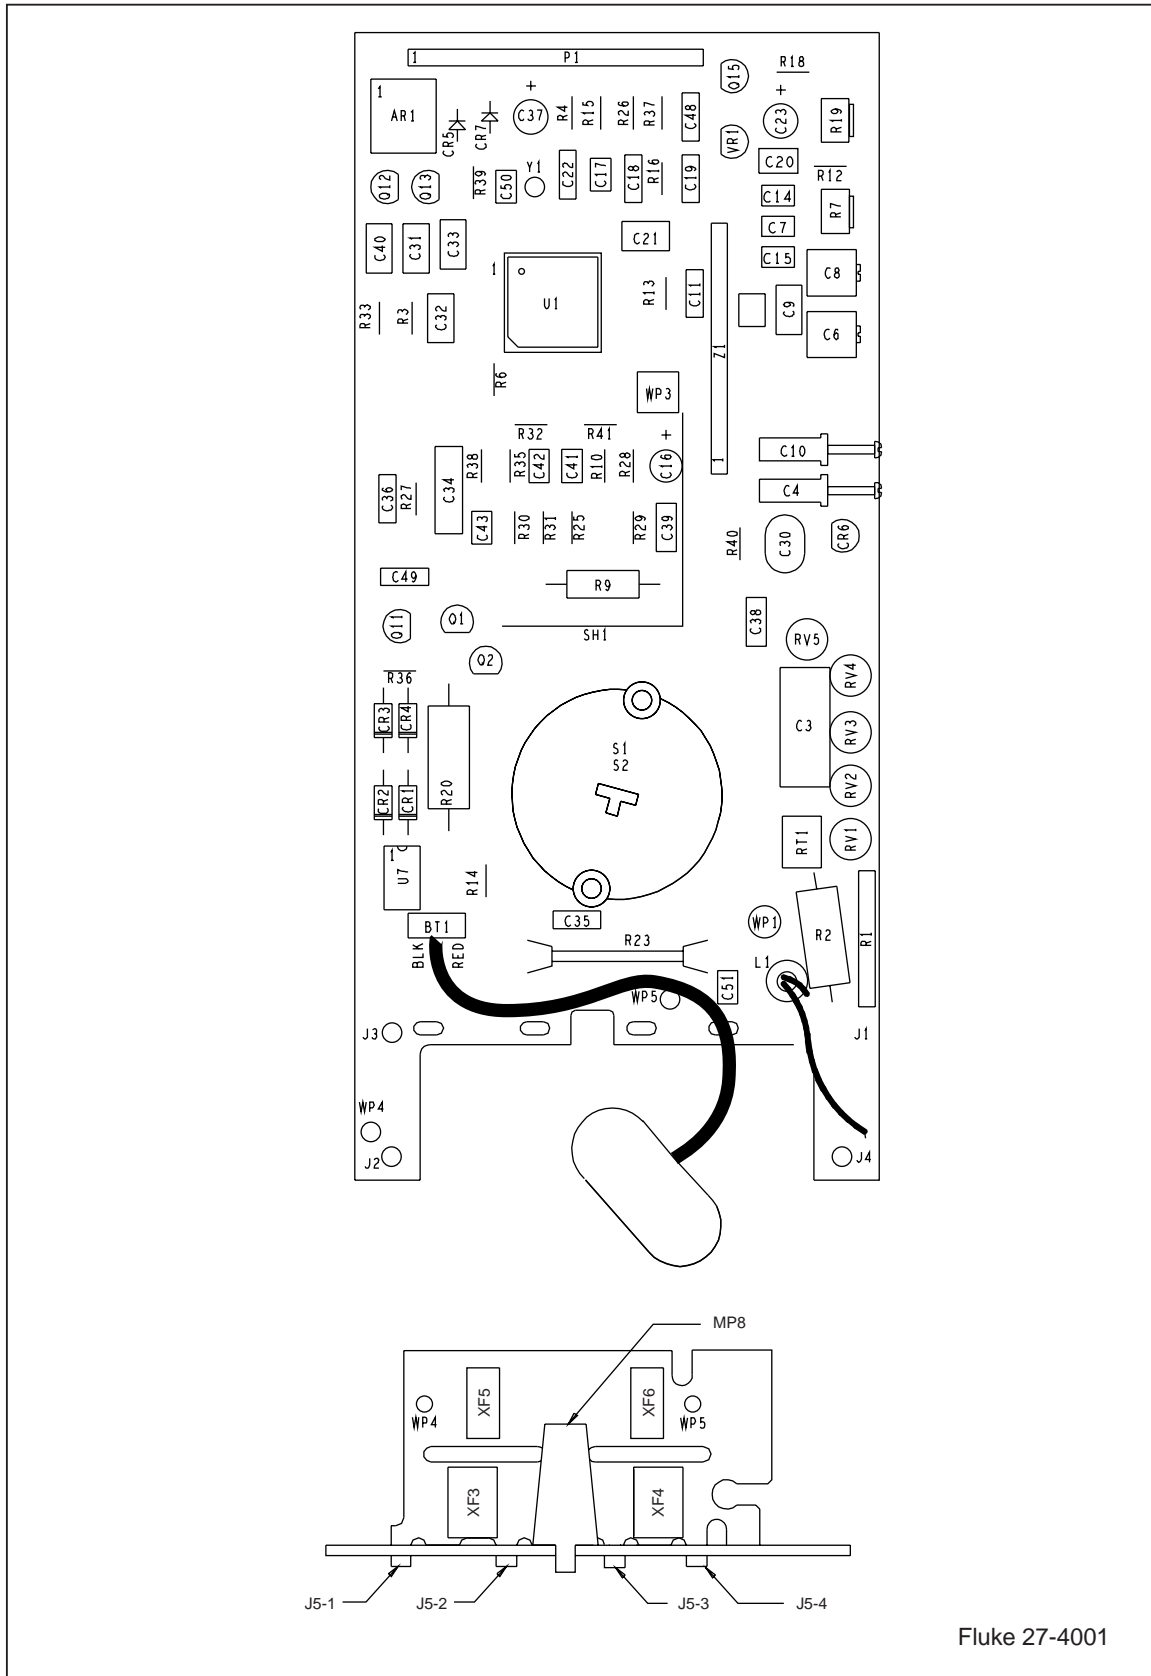 1 P1
Q15
R18
+
1
AR1
CR5
CR7
+
C37
R4
R15
R26
R37
C48
VR1
C23
R19
Q12
Q13
R39
C50
Y1
C22
C17
C18
R16
C19
C20
R12
C14
R7
C7
C15
C40
C31
C33
C21
C8
1
U1
R13
C11
C9
R33
R3
C32
Z1
C6
R6
WP3
R32
R41
+
R38
R35
C42
C41
R10
R28
C16
1
C10
C36
R27
C34
C4
C43
R30
R31
R25
R29
C39
R40
C30
CR6
C49
R9
Q11
Q1
SH1
C38
RV5
Q2
R36
RV4
CR3
CR4
C3
RV3
S1
S2
RV2
CR2
CR1
R20
RT1
RV1
1
U7
R14
C35
BT1
WP1
R2
R1
BLK
RED
R23
L1
C51
WP5
J3
J1
WP4
J2
J4
MP8
XF5
XF6
WP4
WP5
XF3
XF4
J5-1
J5-2
J5-3
J5-4
Fluke 27-4001